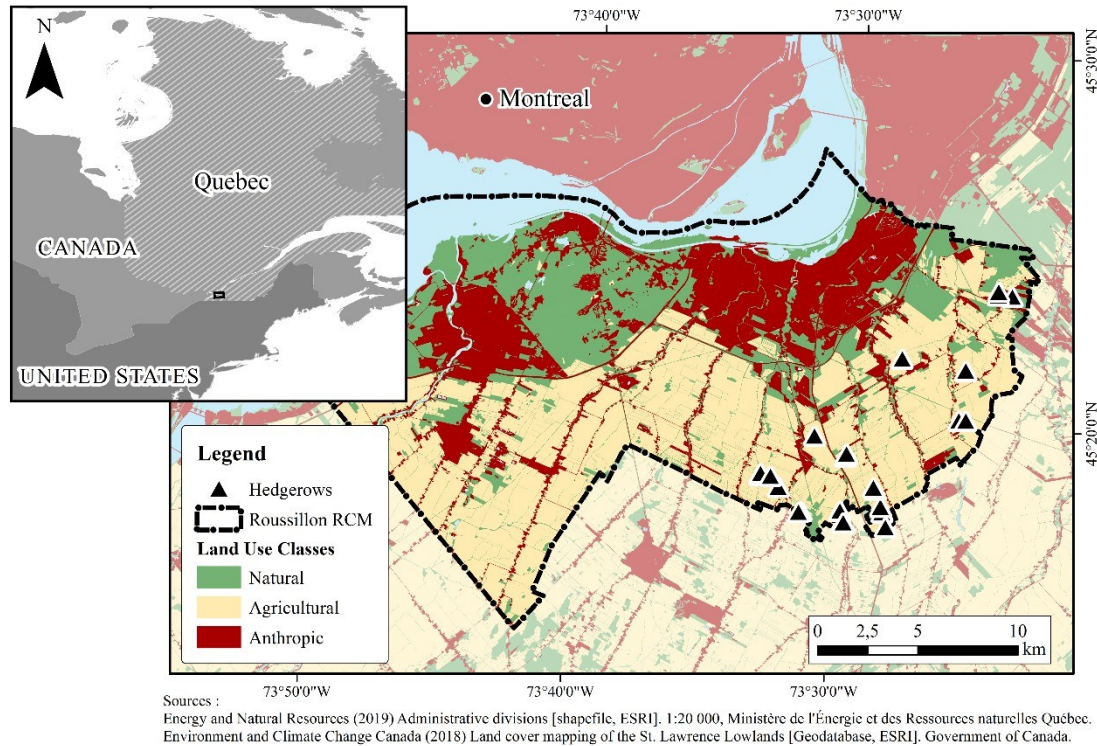 73°40'0"W
73°30'0"W
N
45°30'0"N
Montreal
Quebec
CANADA
UNITED STATES
45°20'0"N
Legend
Hedgerows
Roussillon RCM
Land Use Classes
Natural
Agricultural
Anthropic
0 2,5 5 10
km
73°50'0"W
73°40'0"W
73°30'0"W
Sources :
Energy and Natural Resources (2019) Administrative divisions [shapefile, ESRI]. 1:20 000, Ministère de l'Énergie et des Ressources naturelles Québec.
Environment and Climate Change Canada (2018) Land cover mapping of the St. Lawrence Lowlands [Geodatabase, ESRI]. Government of Canada.